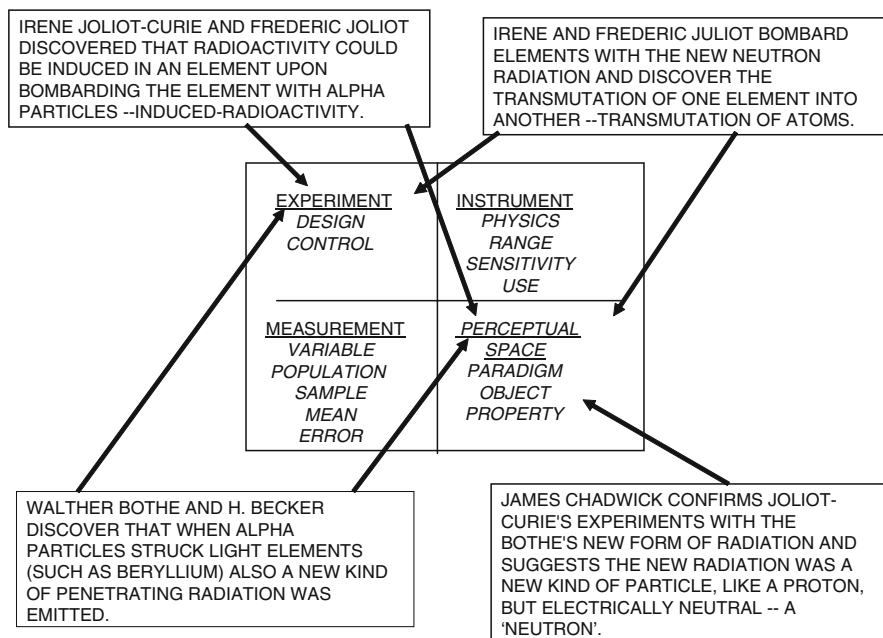 IRENE JOLIOT-CURIE AND FREDERIC JOLIOT
DISCOVERED THAT RADIOACTIVITY COULD
BE INDUCED IN AN ELEMENT UPON
BOMBARDING THE ELEMENT WITH ALPHA
PARTICLES --INDUCED-RADIOACTIVITY.
IRENE AND FREDERIC JULIOT BOMBARD
ELEMENTS WITH THE NEW NEUTRON
RADIATION AND DISCOVER THE
TRANSMUTATION OF ONE ELEMENT INTO
ANOTHER --TRANSMUTATION OF ATOMS.
EXPERIMENT
DESIGN
CONTROL
INSTRUMENT
PHYSICS
RANGE
SENSITIVITY
USE
MEASUREMENT
VARIABLE
POPULATION
SAMPLE
MEAN
ERROR
PERCEPTUAL
SPACE
PARADIGM
OBJECT
PROPERTY
WALTHER BOTHE AND H. BECKER
DISCOVER THAT WHEN ALPHA
PARTICLES STRUCK LIGHT ELEMENTS
(SUCH AS BERYLLIUM) ALSO A NEW KIND
OF PENETRATING RADIATION WAS
EMITTED.
JAMES CHADWICK CONFIRMS JOLIOT-
CURIE'S EXPERIMENTS WITH THE
BOTHE'S NEW FORM OF RADIATION AND
SUGGESTS THE NEW RADIATION WAS A
NEW KIND OF PARTICLE, LIKE A PROTON,
BUT ELECTRICALLY NEUTRAL -- A
‘NEUTRON’.